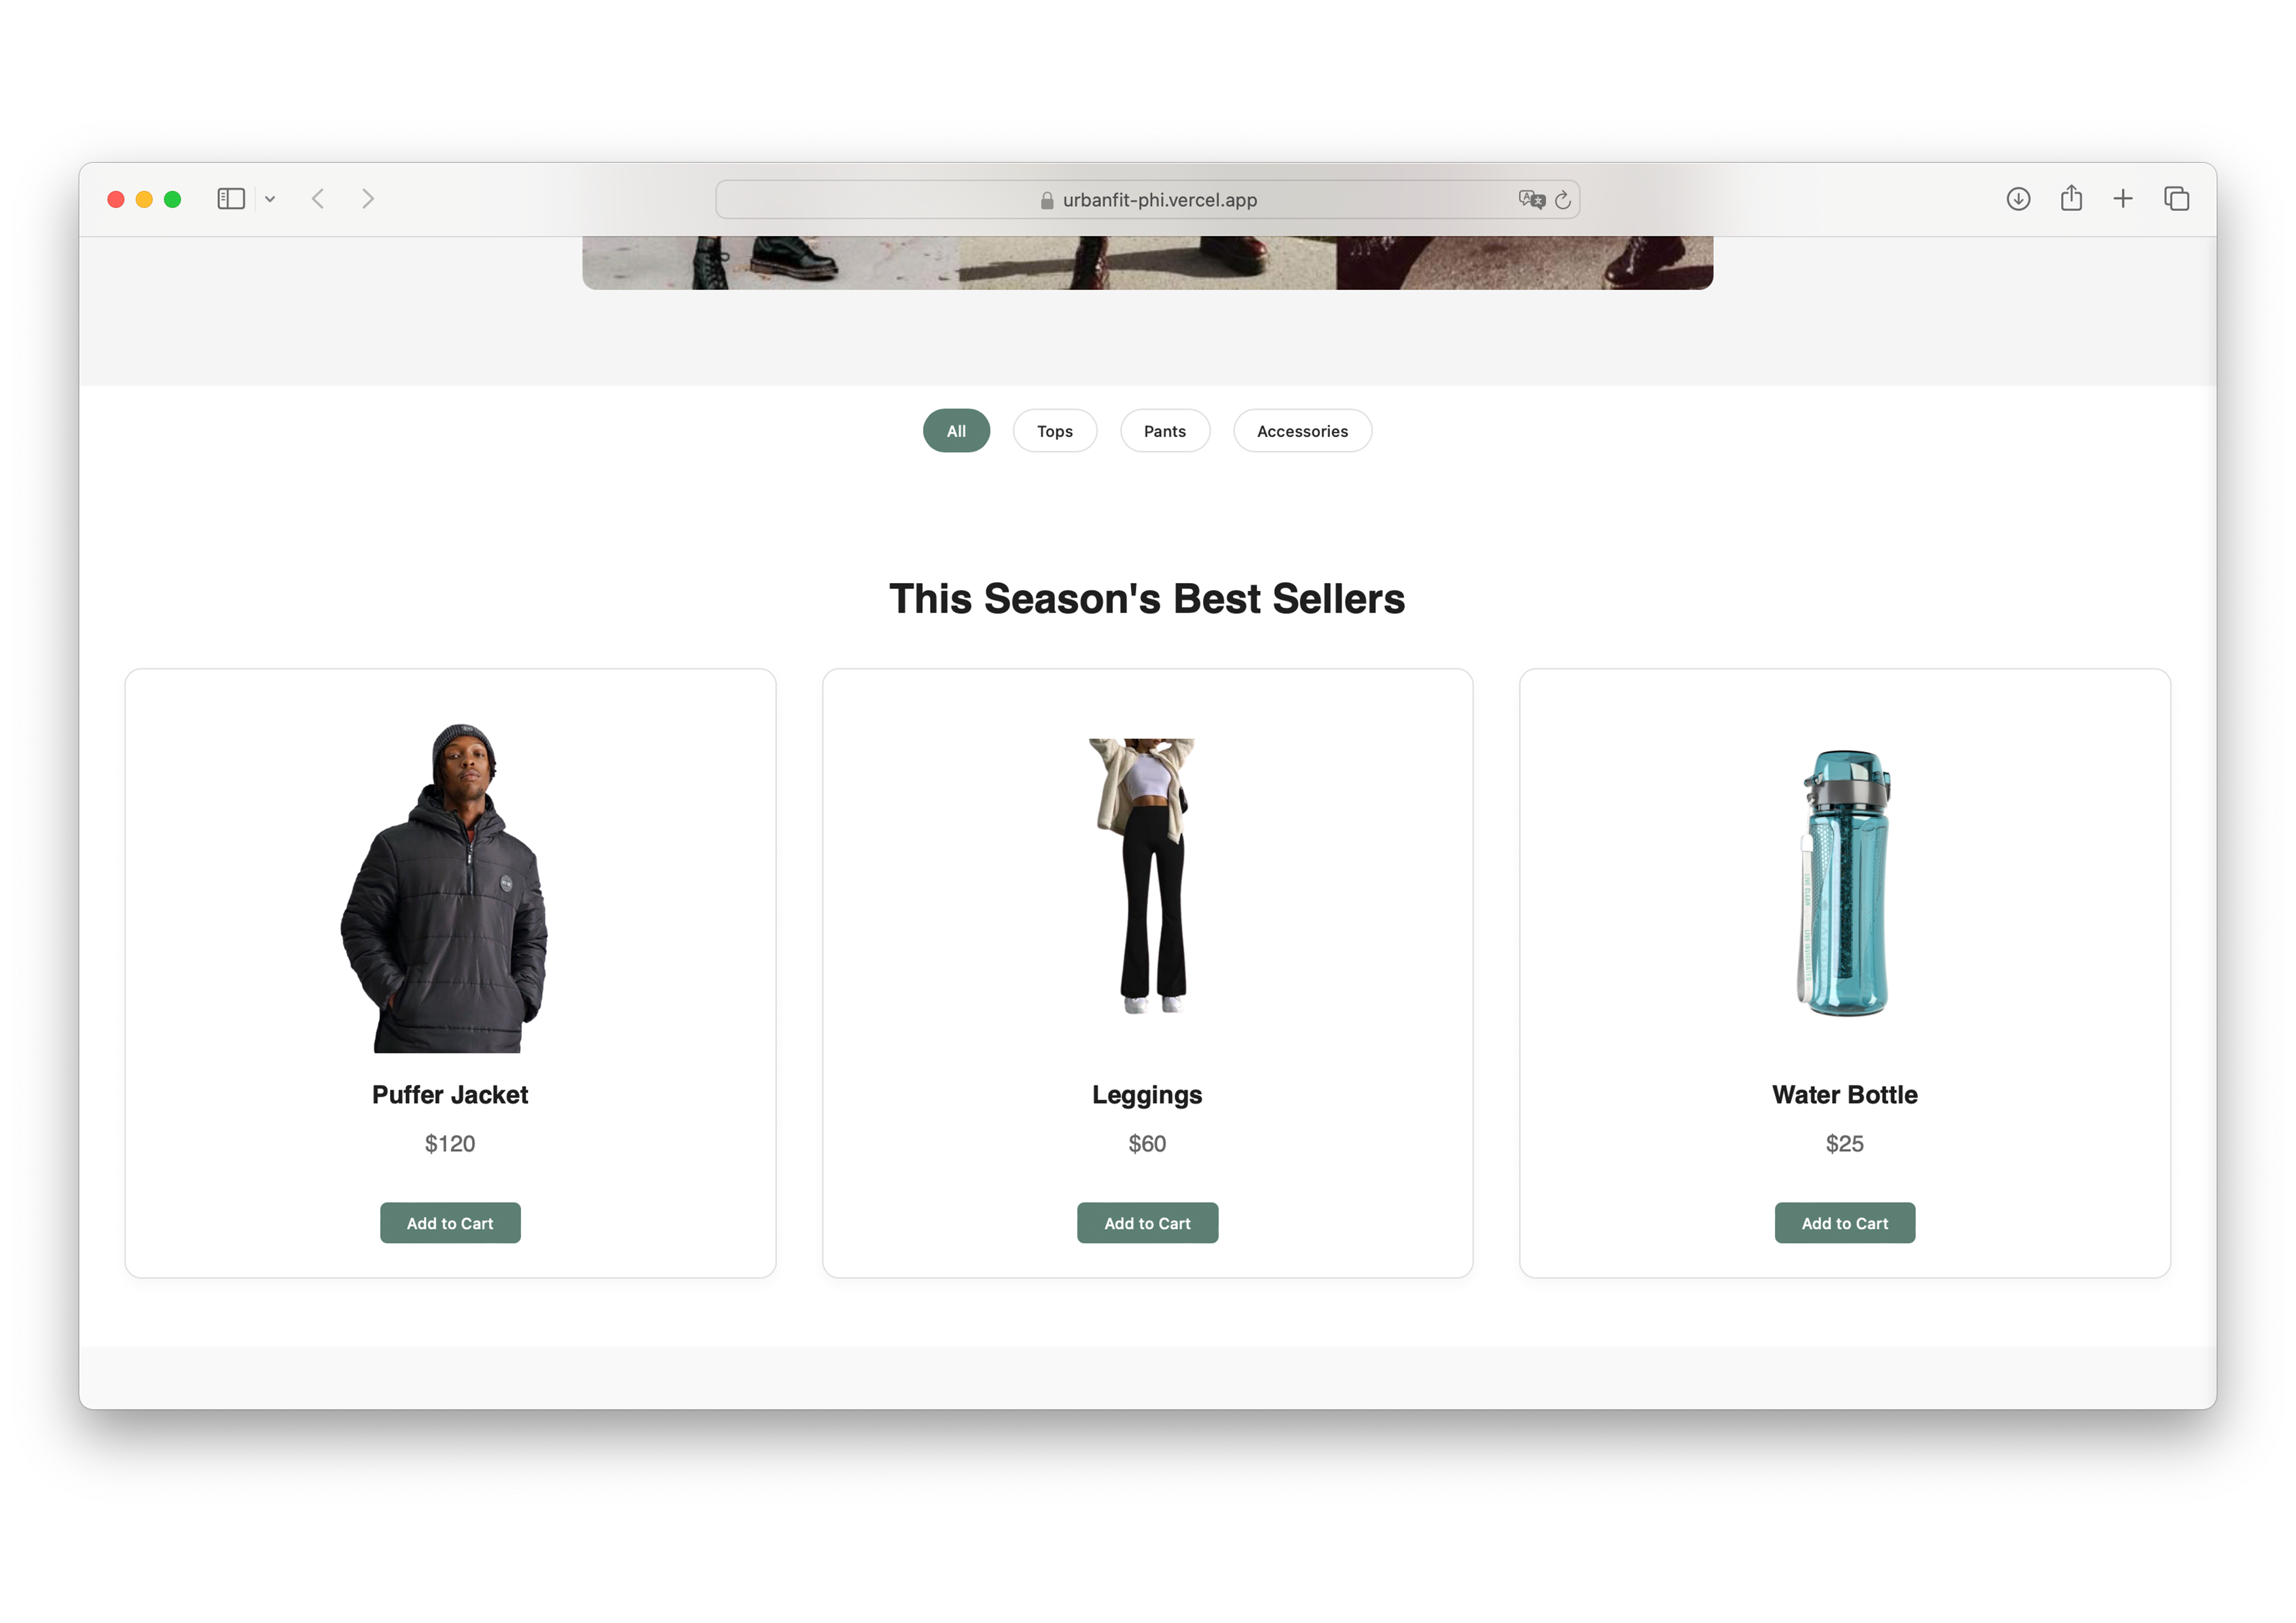 urbanfit-phi.vercel.app
All Tops Pants Accessories
This Season's Best Sellers
Puffer Jacket Leggings Water Bottle
$120 $60 $25
Add to Cart Add to Cart Add to Cart